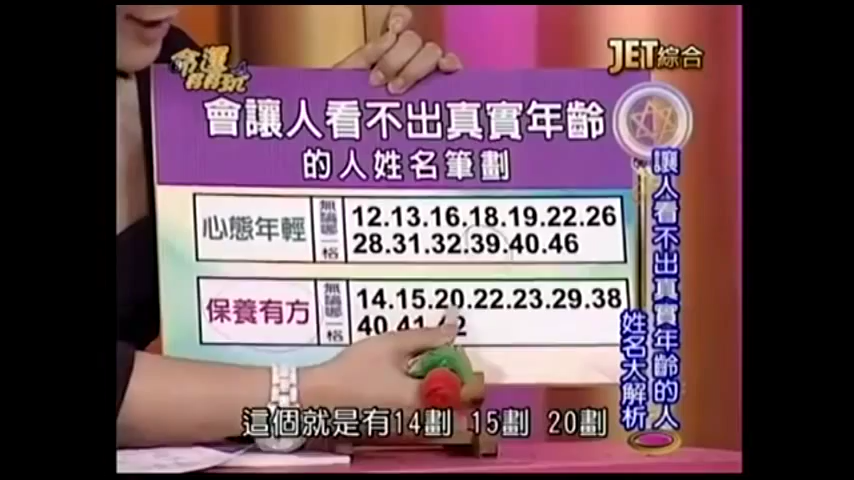 命運好好玩
JET綜合
會讓人看不出真實年齡
的人姓名筆劃
心態年輕
無論哪一格
12.13.16.18.19.22.26
28.31.32.39.40.46
保養有方
無論哪一格
14.15.20.22.23.29.38
40.41.
讓人看不出真實年齡的人
姓名大解析
這個就是有14劃 15劃 20劃